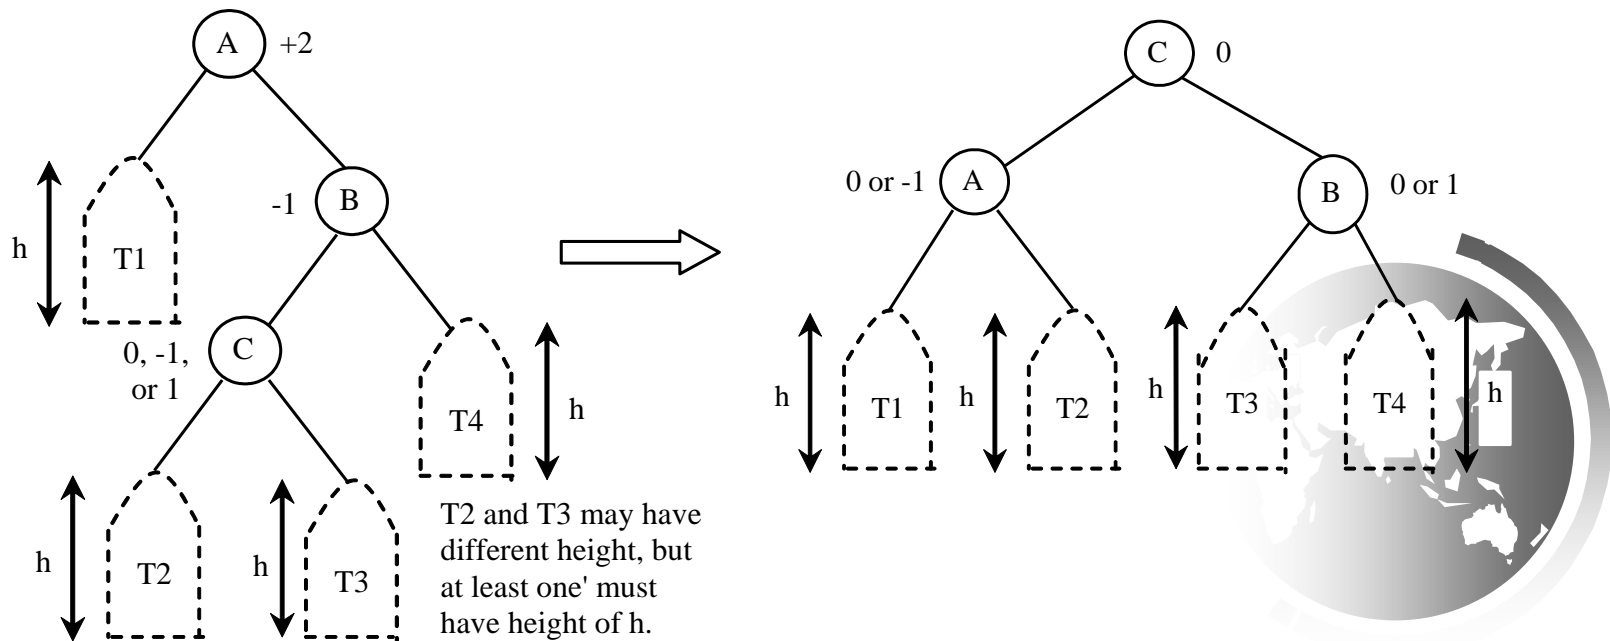 A +2
-1 B
h T1
0, -1, C
or 1
T4 h
h T2
h T3
T2 and T3 may have
different height, but
at least one' must
have height of h.
C 0
0 or -1 A
B 0 or 1
h T1
h T2
h T3
T4 h